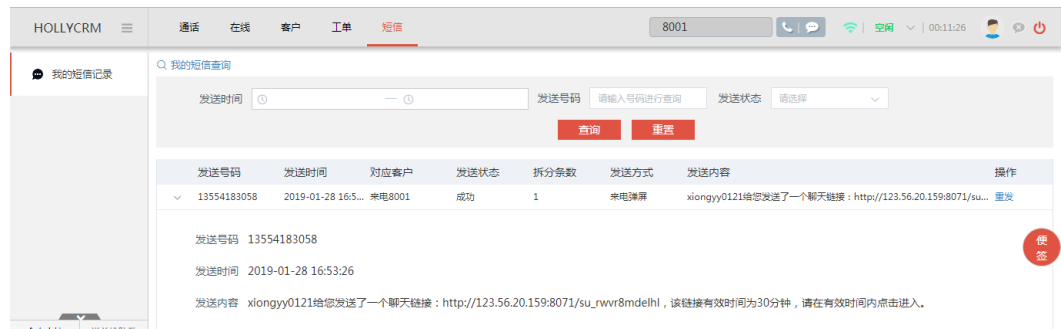 HOLLYCRM 通话 在线 客户 工单 短信 8001 空闲 00:11:26
我的短信记录
我的短信查询
发送时间 — 发送号码 请输入号码进行查询 发送状态 请选择
查询 重置
发送号码 发送时间 对应客户 发送状态 拆分条数 发送方式 发送内容 操作
13554183058 2019-01-28 16:5... 来电8001 成功 1 来电弹屏 xiongyy0121给您发送了一个聊天链接：http://123.56.20.159:8071/su... 重发
发送号码 13554183058
便签
发送时间 2019-01-28 16:53:26
发送内容 xiongyy0121给您发送了一个聊天链接：http://123.56.20.159:8071/su_rwvr8mdelhl，该链接有效时间为30分钟，请在有效时间内点击进入。